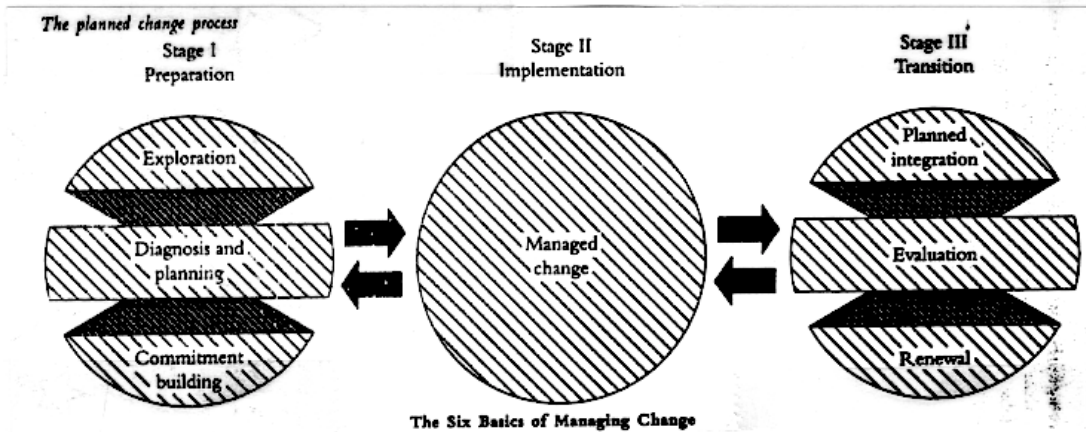 The planned change process
Stage I
Preparation
Stage II
Implementation
Stage III
Transition
Exploration
Diagnosis and
planning
Commitment
building
Managed
change
Planned
integration
Evaluation
Renewal
The Six Basics of Managing Change